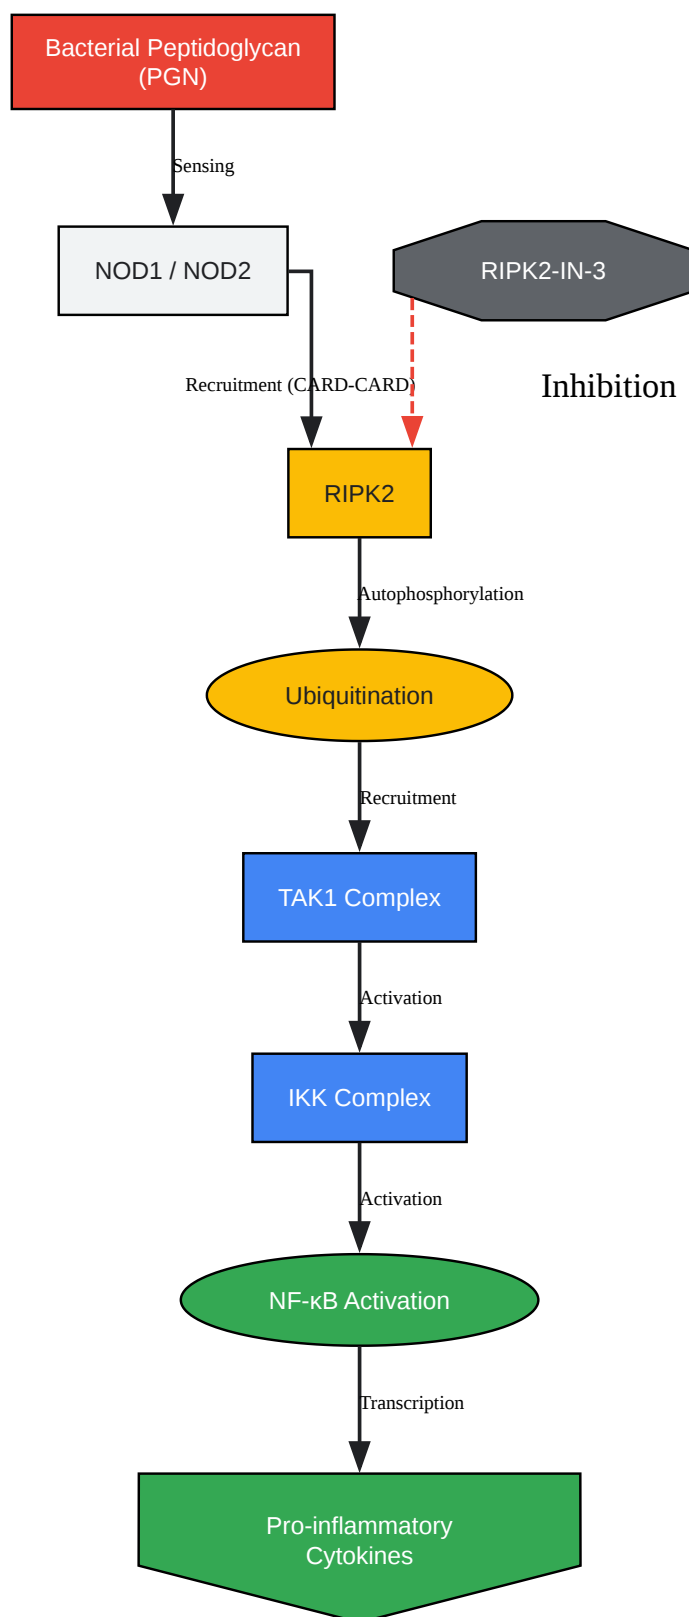 Bacterial Peptidoglycan
(PGN)
Sensing
NOD1 / NOD2
RIPK2-IN-3
Recruitment (CARD-CARD)
Inhibition
RIPK2
Autophosphorylation
Ubiquitination
Recruitment
TAK1 Complex
Activation
IKK Complex
Activation
NF-κB Activation
Transcription
Pro-inflammatory
Cytokines